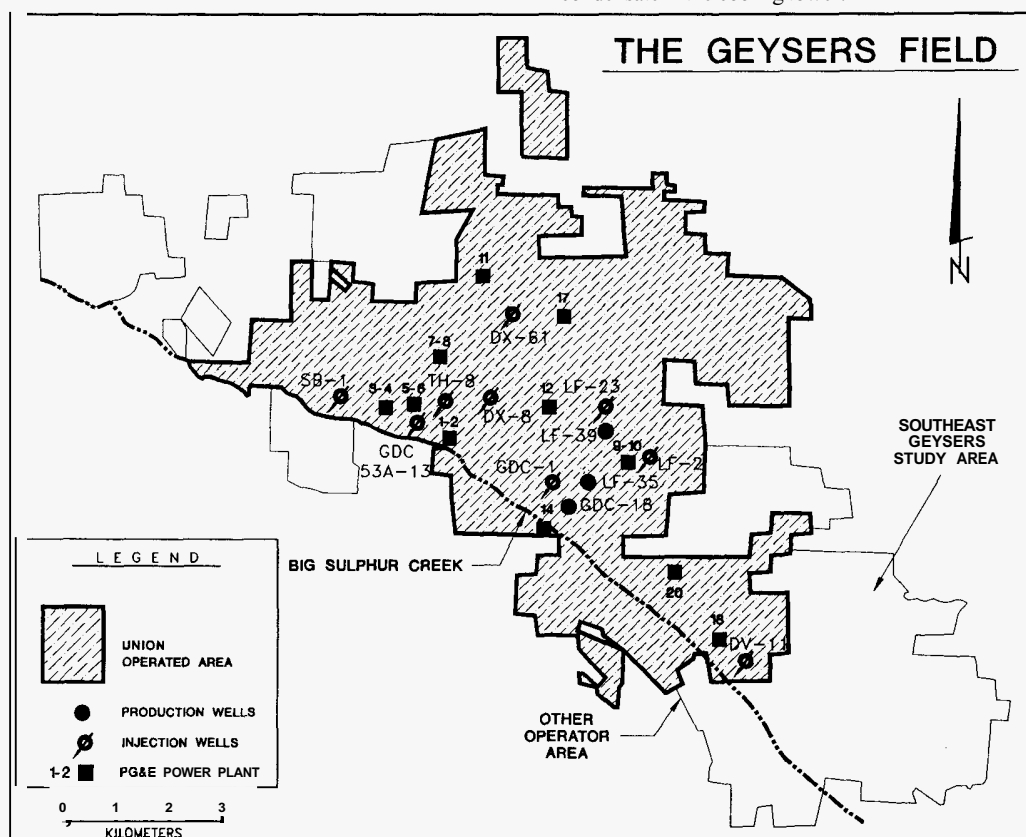 THE GEYSERS FIELD
N
11
17
DX-61
7-8
SB-1
3-4
5-6
TH-8
DX-8
12
LF-23
1-2
LF-39
GDC
53A-13
9-10
LF-2
GDC-1
LF-35
GDC-18
14
SOUTHEAST
GEYSERS
STUDY AREA
BIG SULPHUR CREEK
20
18
DV-11
OTHER
OPERATOR
AREA
LEGEND
UNION
OPERATED AREA
PRODUCTION WELLS
INJECTION WELLS
1-2 PG&E POWER PLANT
0 1 2 3
KILOMETERS